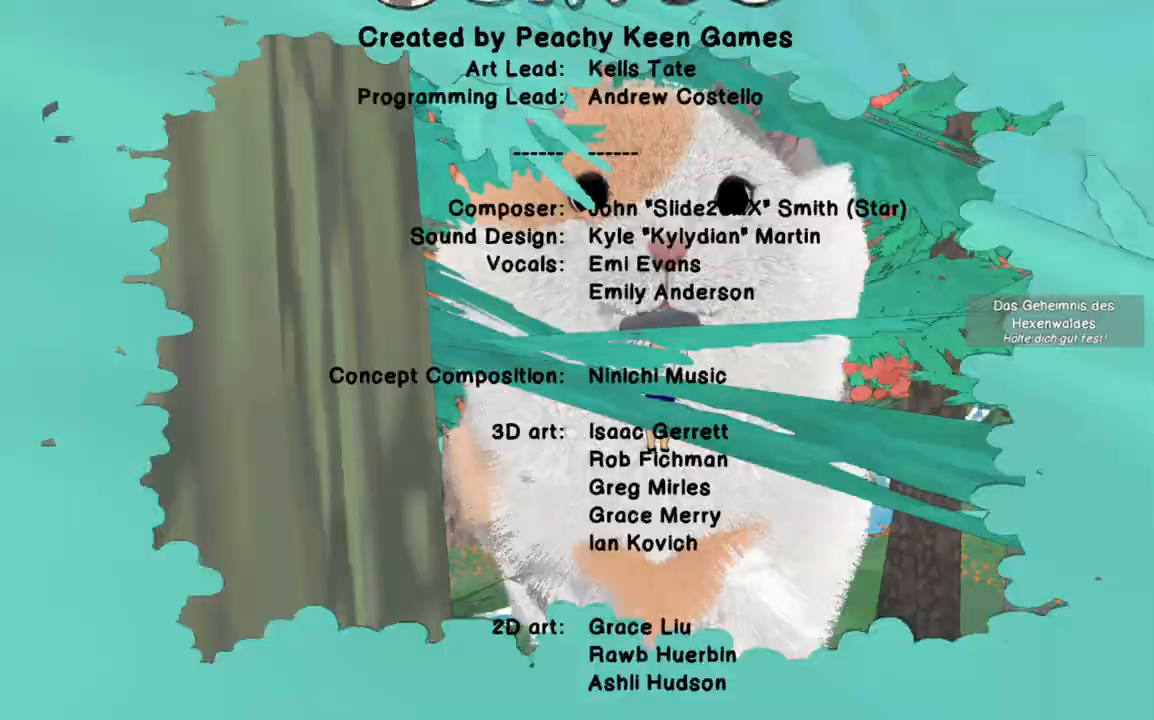 Created by Peachy Keen Games
Art Lead: Kells Tate
Programming Lead: Andrew Costello
------ ------
Composer: John "Smith (Star)
Sound Design: Kyle "Kylydian" Martin
Vocals: Emi Evans
Emily Anderson
Das Geheimnis des
Hexenwaldes
Halte dich gut fest!
Concept Composition: Ninichi Music
3D art: Isaac Gerrett
Rob Fichman
Greg Mirles
Grace Merry
Ian Kovich
2D art: Grace Liu
Rawb Huerbin
Ashli Hudson